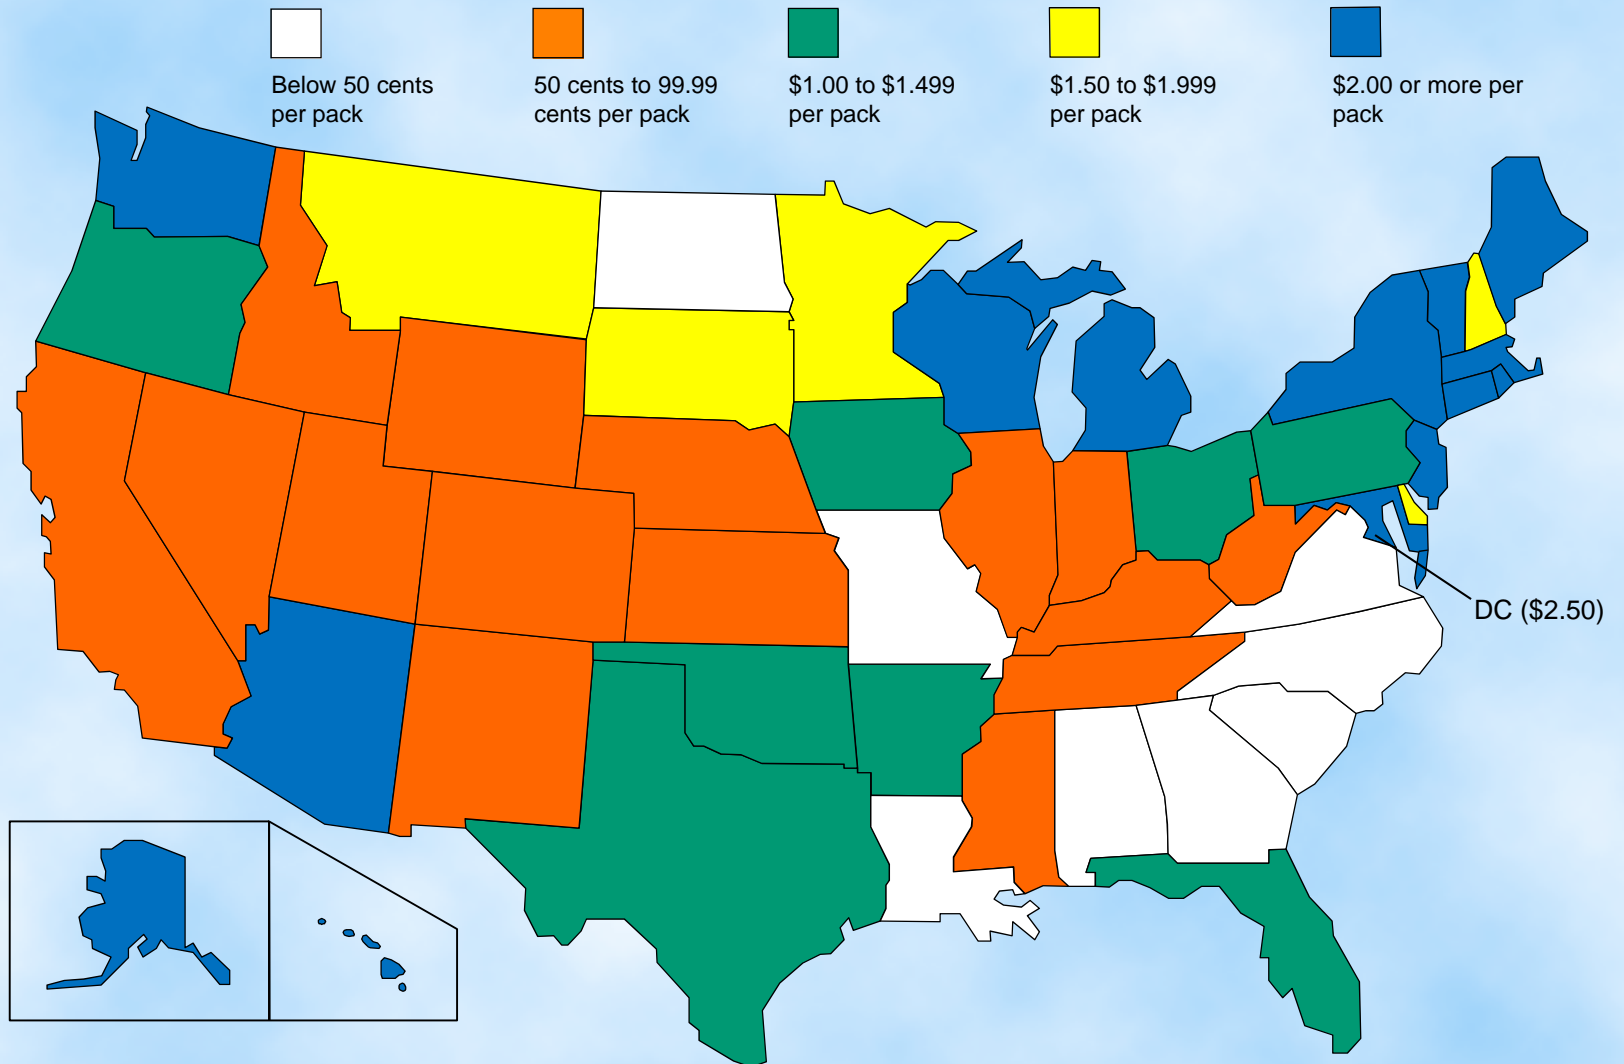 Below 50 cents
per pack
50 cents to 99.99
cents per pack
$1.00 to $1.499
per pack
$1.50 to $1.999
per pack
$2.00 or more per
pack
DC ($2.50)